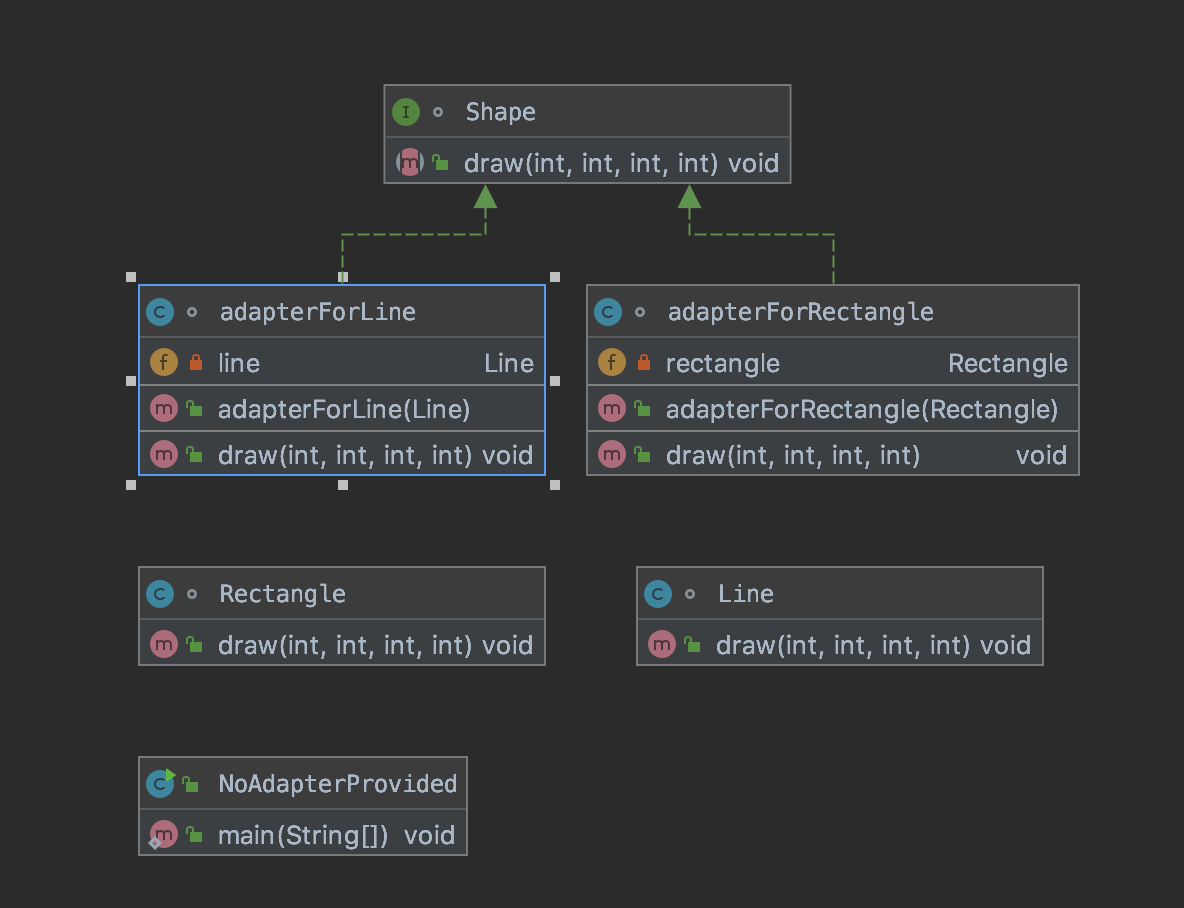 Shape
draw(int, int, int, int) void
adapterForLine
line Line
adapterForLine(Line)
draw(int, int, int, int) void
adapterForRectangle
rectangle Rectangle
adapterForRectangle(Rectangle)
draw(int, int, int, int) void
Rectangle
draw(int, int, int, int) void
Line
draw(int, int, int, int) void
NoAdapterProvided
main(String[]) void